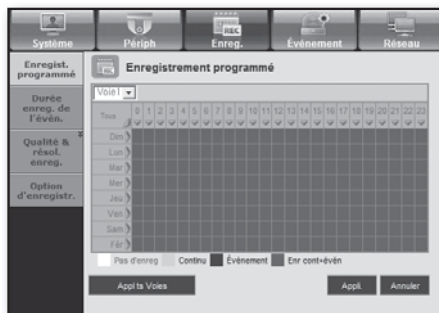 REC
Système Périph Enreg. Événement Réseau
Enregist.
programmé
Enregistrement programmé
Durée
enreg. de
l'évén.
Voie1
Tous 0 1 2 3 4 5 6 7 8 9 10 11 12 13 14 15 16 17 18 19 20 21 22 23
Qualité &
résol.
enreg.
Option
d'enregistr.
Dim
Lun
Mar
Mer
Jeu
Ven
Sam
Fér
Pas d'enreg Continu Événement Enr cont+évén
Appl ts Voies Appli. Annuler